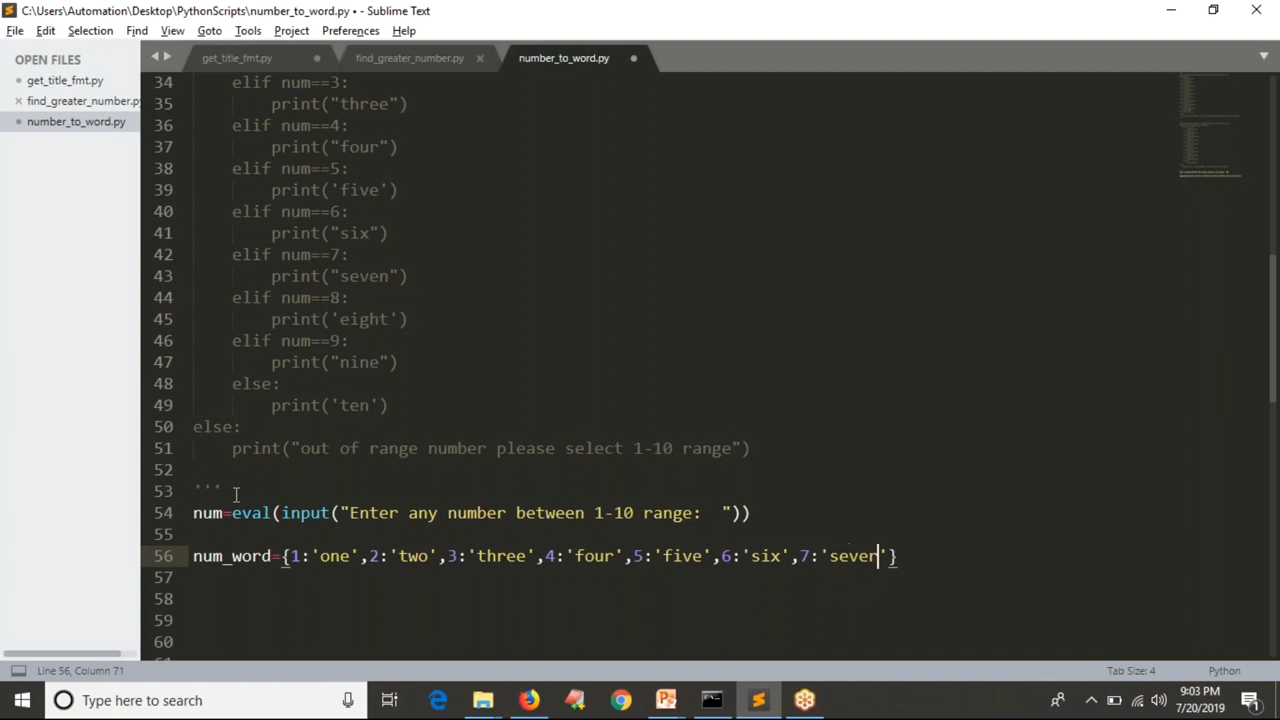 C:\Users\Automation\Desktop\PythonScripts\number_to_word.py • - Sublime Text
File Edit Selection Find View Goto Tools Project Preferences Help
OPEN FILES
get_title_fmt.py
find_greater_number.py
number_to_word.py
get_title_fmt.py find_greater_number.py number_to_word.py
34 elif num==3:
35 print("three")
36 elif num==4:
37 print("four")
38 elif num==5:
39 print('five')
40 elif num==6:
41 print("six")
42 elif num==7:
43 print("seven")
44 elif num==8:
45 print('eight')
46 elif num==9:
47 print("nine")
48 else:
49 print('ten')
50 else:
51 print("out of range number please select 1-10 range")
52
53 '''
54 num=eval(input("Enter any number between 1-10 range:  "))
55
56 num_word={1:'one',2:'two',3:'three',4:'four',5:'five',6:'six',7:'seven'}
57
58
59
60
61
Line 56, Column 71 Tab Size: 4 Python
Type here to search
9:03 PM
7/20/2019
1